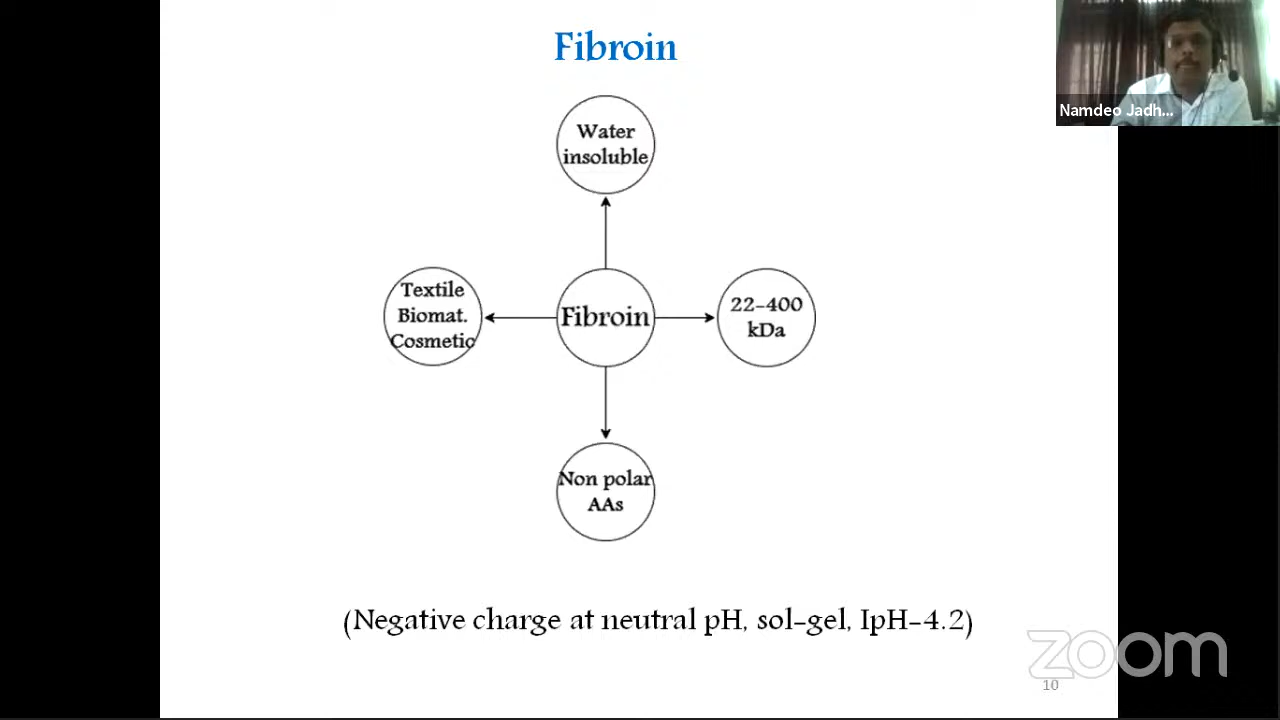 Fibroin
Namdeo Jadh...
Water
insoluble
Textile
Biomat.
Cosmetic
Fibroin
22-400
kDa
Non polar
AAs
(Negative charge at neutral pH, sol-gel, IpH-4.2)
zoom
10